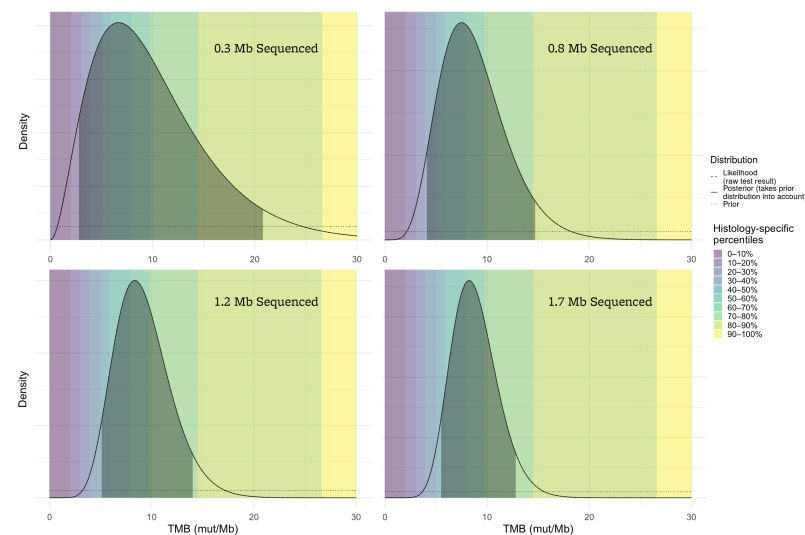 0.3 Mb Sequenced
0.8 Mb Sequenced
Density
0
10
20
30
0
10
20
30
1.2 Mb Sequenced
1.7 Mb Sequenced
Density
0
10
20
30
0
10
20
30
TMB (mut/Mb)
TMB (mut/Mb)
Distribution
Likelihood
(raw test result)
Posterior (takes prior
distribution into account)
Prior
Histology-specific
percentiles
0–10%
10–20%
20–30%
30–40%
40–50%
50–60%
60–70%
70–80%
80–90%
90–100%